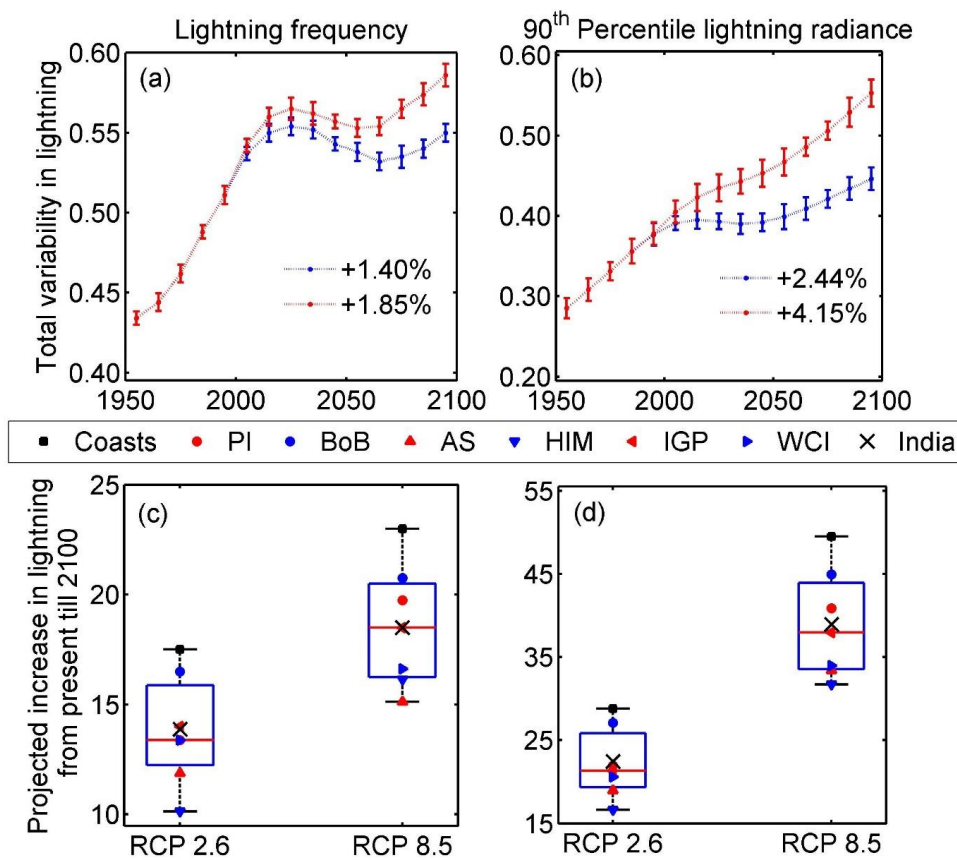 Lightning frequency
90th Percentile lightning radiance
Total variability in lightning
0.60
0.55
0.50
0.45
0.40
(a)
+1.40%
+1.85%
1950
2000
2050
2100
0.60
0.50
0.40
0.30
0.20
(b)
+2.44%
+4.15%
1950
2000
2050
2100
Coasts PI BoB AS HIM IGP WCI India
Projected increase in lightning
from present till 2100
25
20
15
10
(c)
RCP 2.6
RCP 8.5
55
45
35
25
15
(d)
RCP 2.6
RCP 8.5